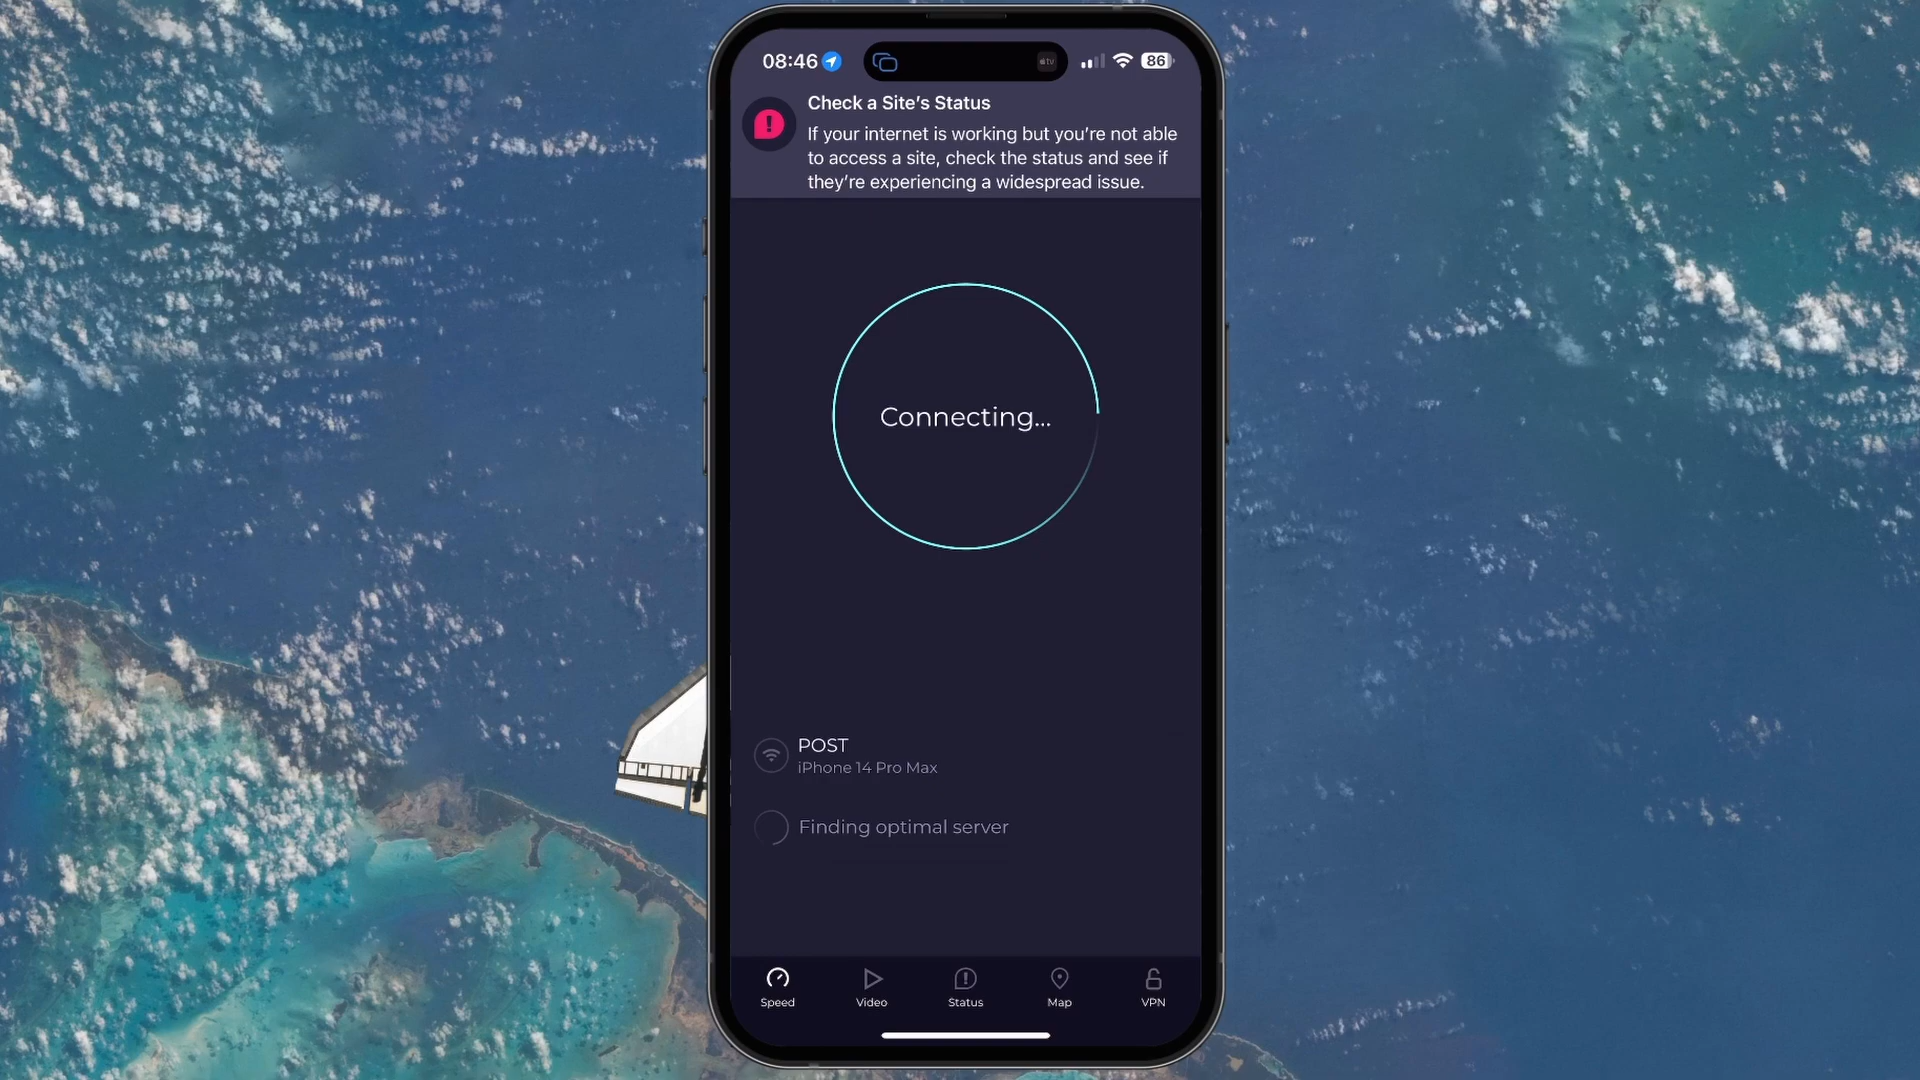 08:46
tv
86
Check a Site's Status
If your internet is working but you're not able
to access a site, check the status and see if
they're experiencing a widespread issue.
Connecting...
POST
iPhone 14 Pro Max
Finding optimal server
Speed
Video
Status
Map
VPN